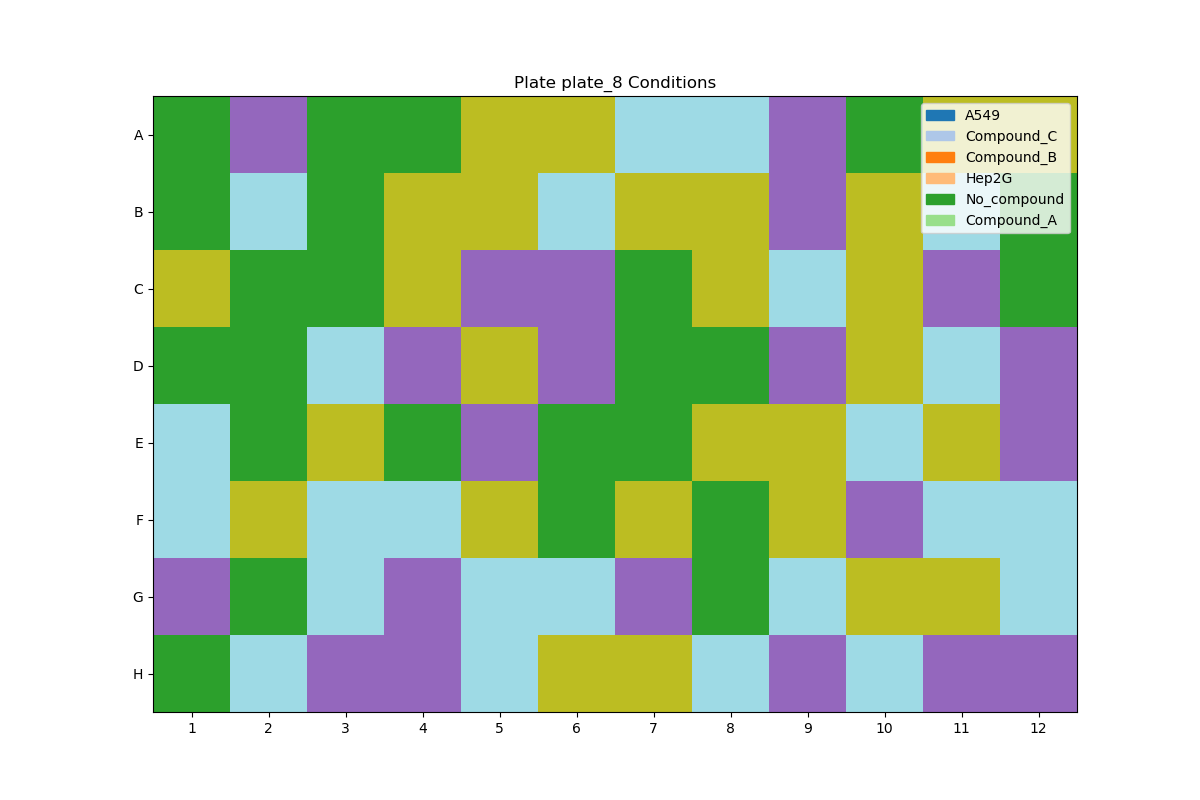 Plate plate_8 Conditions
A549
Compound_C
Compound_B
Hep2G
No_compound
Compound_A
A
B
C
D
E
F
G
H
1 2 3 4 5 6 7 8 9 10 11 12